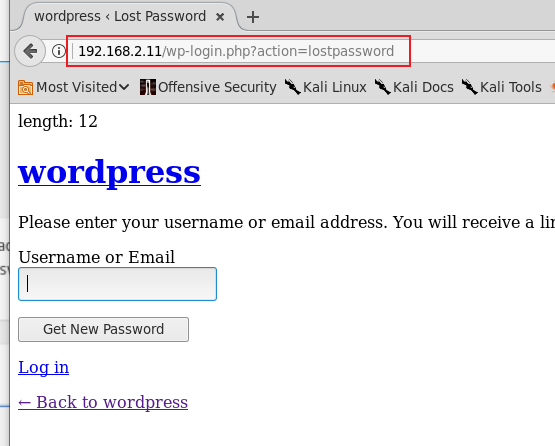 wordpress ‹ Lost Password
192.168.2.11/wp-login.php?action=lostpassword
Most Visited Offensive Security Kali Linux Kali Docs Kali Tools
length: 12
wordpress
Please enter your username or email address. You will receive a
Username or Email
Get New Password
Log in
← Back to wordpress